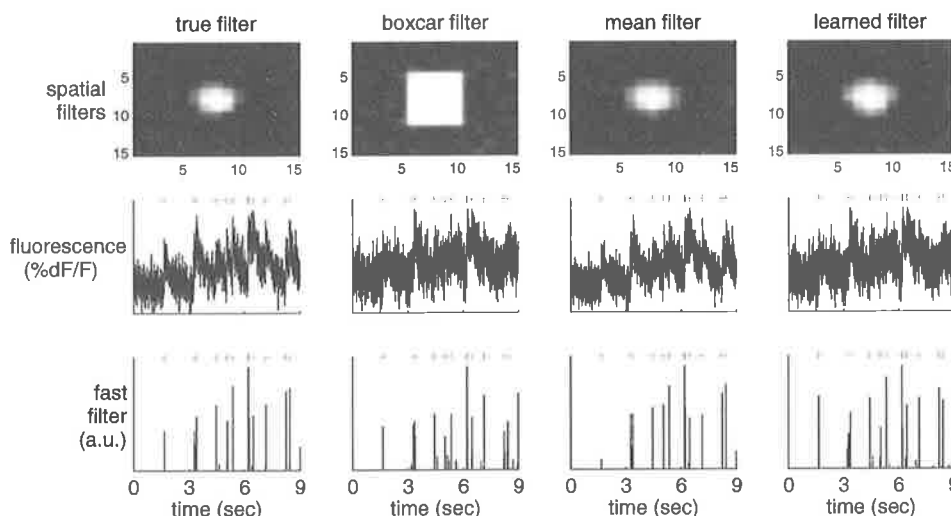 true filter boxcar filter mean filter learned filter
spatial
filters
5
10
15
5 10 15
5
10
15
5 10 15
5
10
15
5 10 15
5
10
15
5 10 15
fluorescence
(%dF/F)
fast
filter
(a.u.)
0 3 6 9 0 3 6 9 0 3 6 9 0 3 6 9
time (sec) time (sec) time (sec) time (sec)